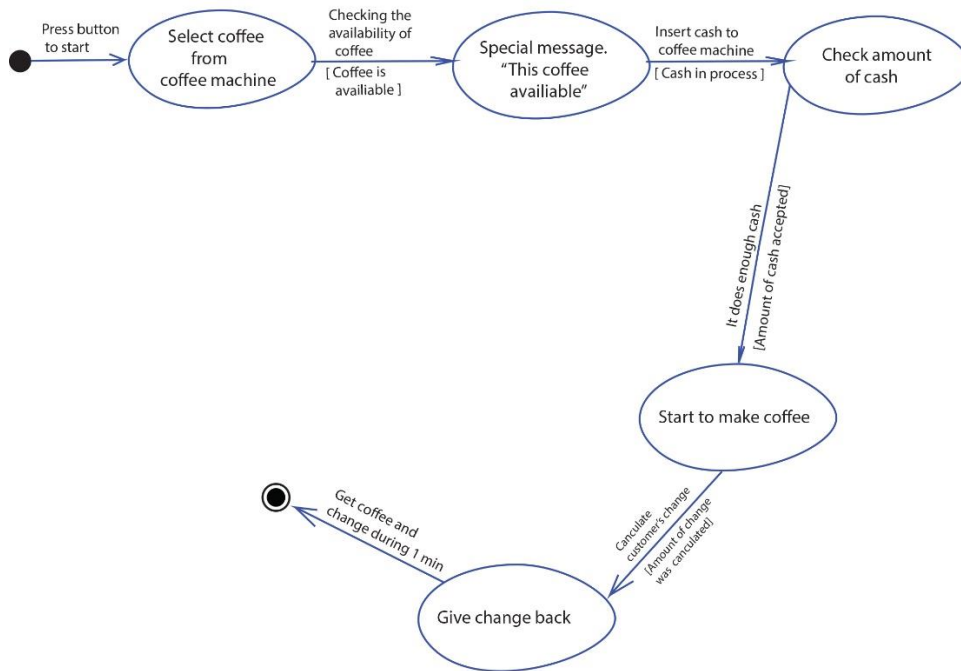 Press button
to start
Select coffee
from
coffee machine
Checking the
availability of
coffee
[ Coffee is
availiable ]
Special message.
“This coffee
availiable”
Insert cash to
coffee machine
[ Cash in process ]
Check amount
of cash
It does enough cash
[Amount of cash accepted]
Start to make coffee
Canculate
customer's change
[Amount of change
was canculated]
Give change back
Get coffee and
change during 1 min